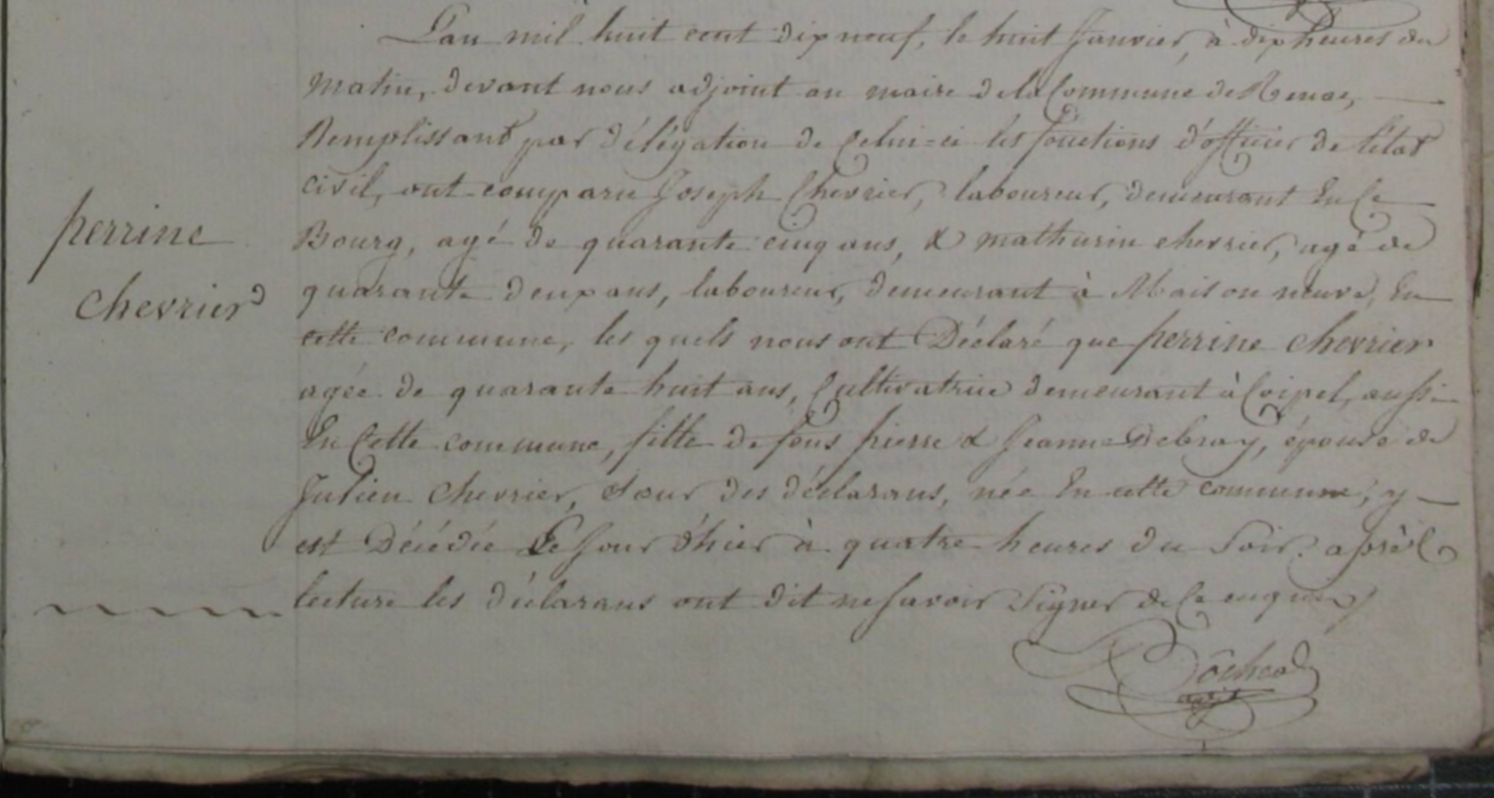 L'an mil huit cent dix neuf, le huit Janvier, à dix heures du
matin, devant nous adjoint au maire de la Commune de Renac,
Remplissant par délégation de Celui-ci les fonctions d'officier de l'état
civil, ont comparu Joseph Chevrier, laboureur, demeurant En Ce
perrine
Bourg, agé de quarante cinq ans, & mathurin chevrier, agé de
chevrier
quarante deux ans, laboureur, demeurant à Maison neuve, En
cette commune, les quels nous ont Déclaré que perrine chevrier
agée de quarante huit ans, Cultivatrice demeurant à Coipel, aussi
En Cette commune, fille de feus pierre & Jeanne Debray, épouse de
Julien Chevrier, Soeur des déclarans, née En cette commune, y
est Décédée Le Jour d'hier à quatre heures du Soir. après
lecture les déclarans ont dit ne Savoir Signer de Ce enquis